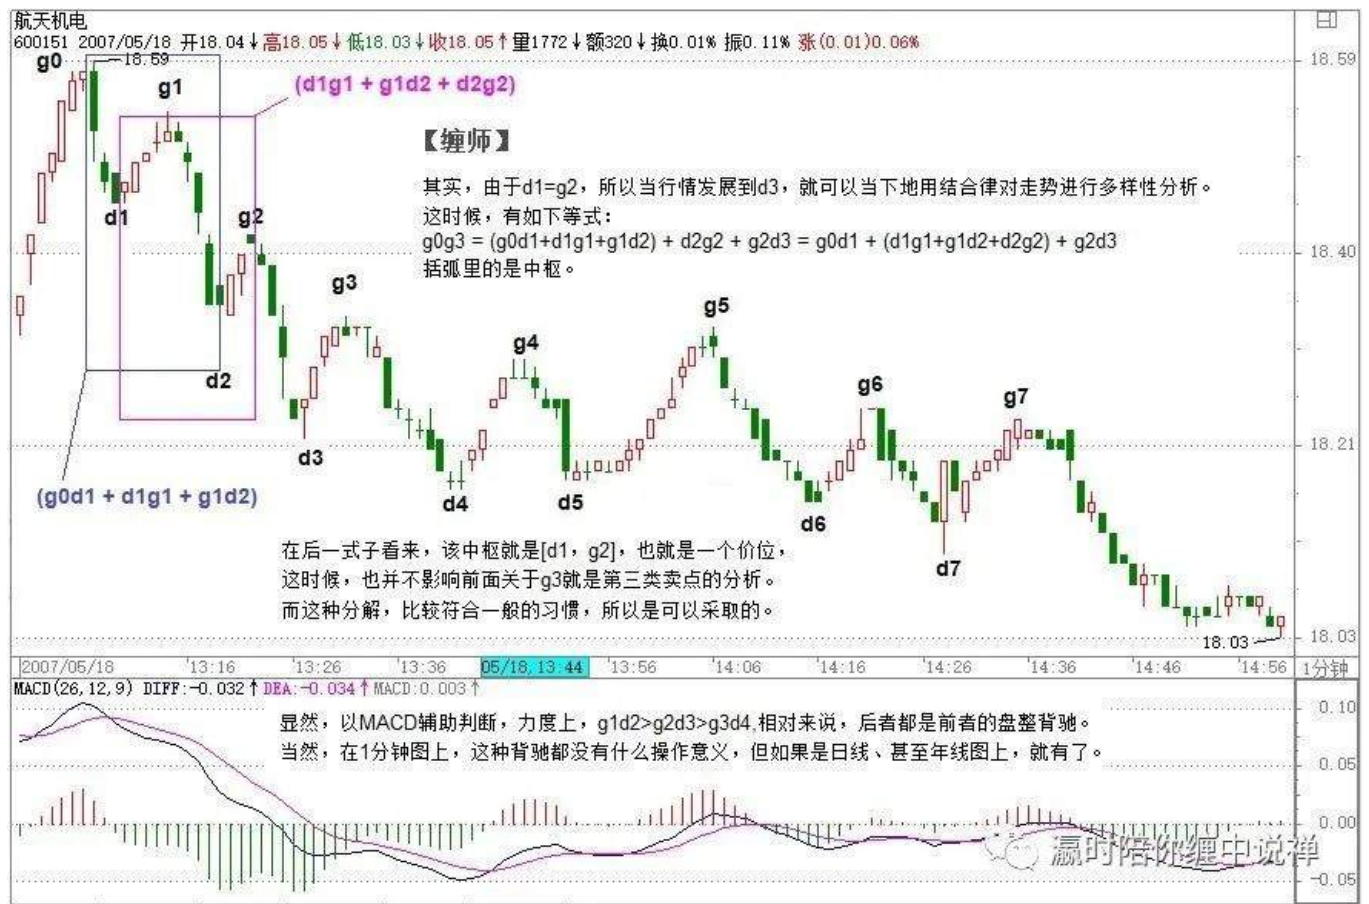 航天机电
600151 2007/05/18 开18.04↓高18.05↓低18.03↓收18.05↑量1772↓额320↓换0.01% 振0.11% 涨(0.01)0.06%
g0
18.59
18.59
g1
(d1g1 + g1d2 + d2g2)
【缠师】
其实，由于d1=g2，所以当行情发展到d3，就可以当下地用结合律对走势进行多样性分析。
d1
g2
这时候，有如下等式：
g0g3 = (g0d1+d1g1+g1d2) + d2g2 + g2d3 = g0d1 + (d1g1+g1d2+d2g2) + g2d3
18.40
括弧里的是中枢。
g3
g5
g4
d2
g6
g7
18.21
d3
(g0d1 + d1g1 + g1d2)
d4
d5
d6
在后一式子看来，该中枢就是[d1，g2]，也就是一个价位，
d7
这时候，也并不影响前面关于g3就是第三类卖点的分析。
而这种分解，比较符合一般的习惯，所以是可以采取的。
18.03
18.03
2007/05/18 13:16 13:26 13:36 05/18,13:44 13:56 14:06 14:16 14:26 14:36 14:46 14:56 1分钟
MACD(26,12,9) DIFF:-0.032↑DEA:-0.034↑MACD:0.003↑
0.10
显然，以MACD辅助判断，力度上，g1d2>g2d3>g3d4,相对来说，后者都是前者的盘整背驰。
当然，在1分钟图上，这种背驰都没有什么操作意义，但如果是日线、甚至年线图上，就有了。
0.05
0.00
瀛时陪你缠中说禅
-0.05